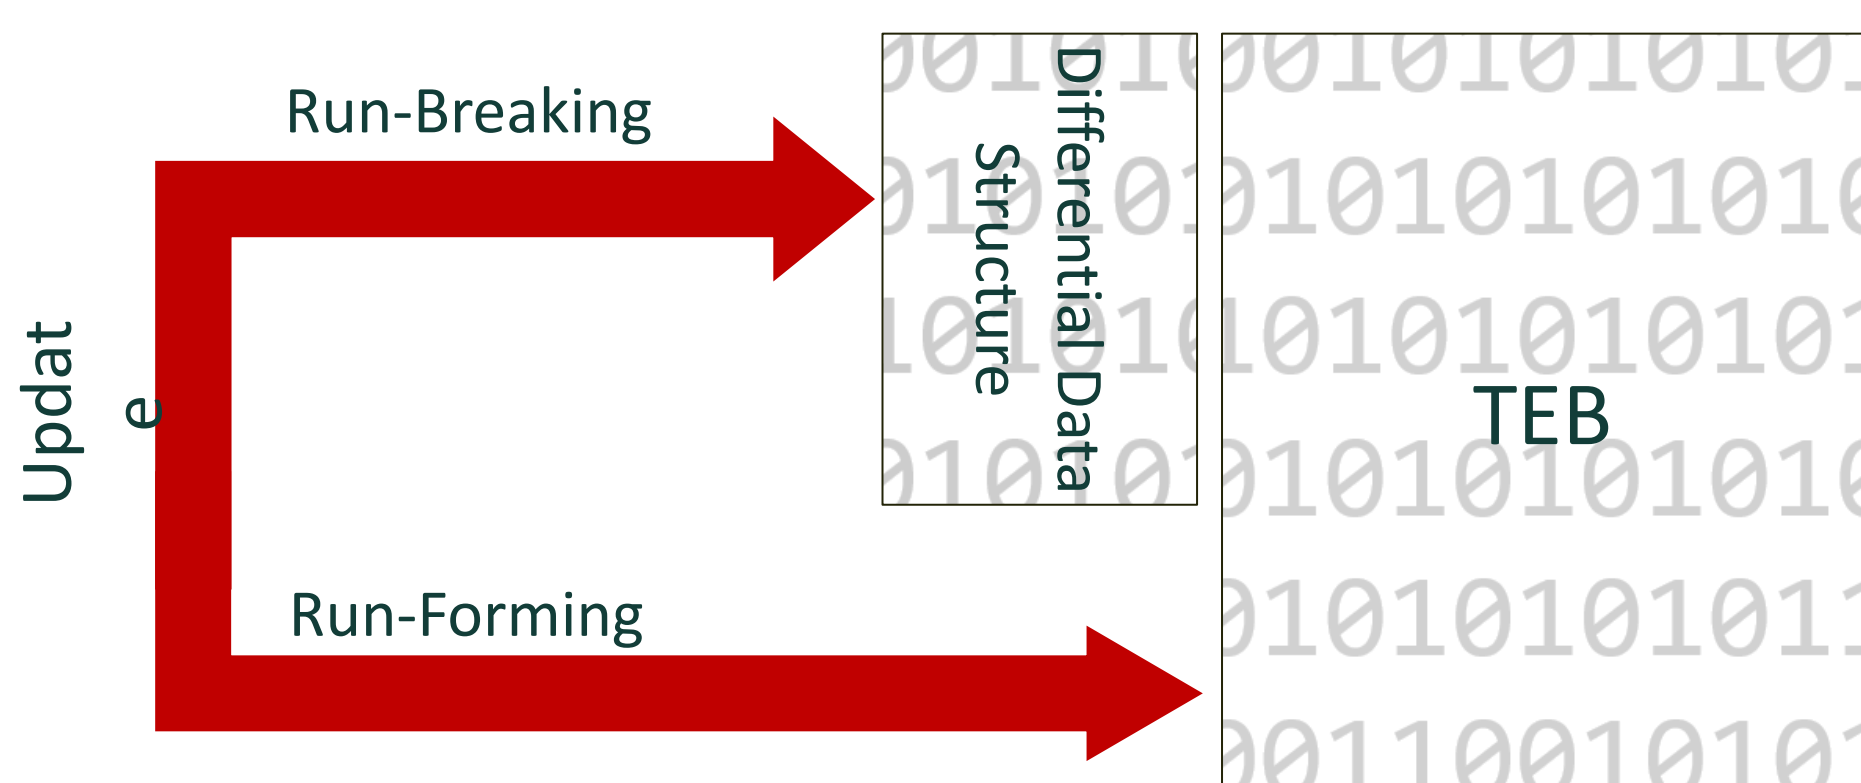 Run-Breaking
Updat
e
Run-Forming
Differential Data
Structure
TEB